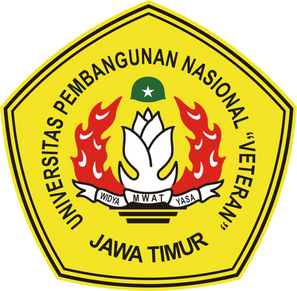 UNIVERSITAS PEMBANGUNAN NASIONAL "VETERAN"
WIDYA MWAT YASA
JAWA TIMUR